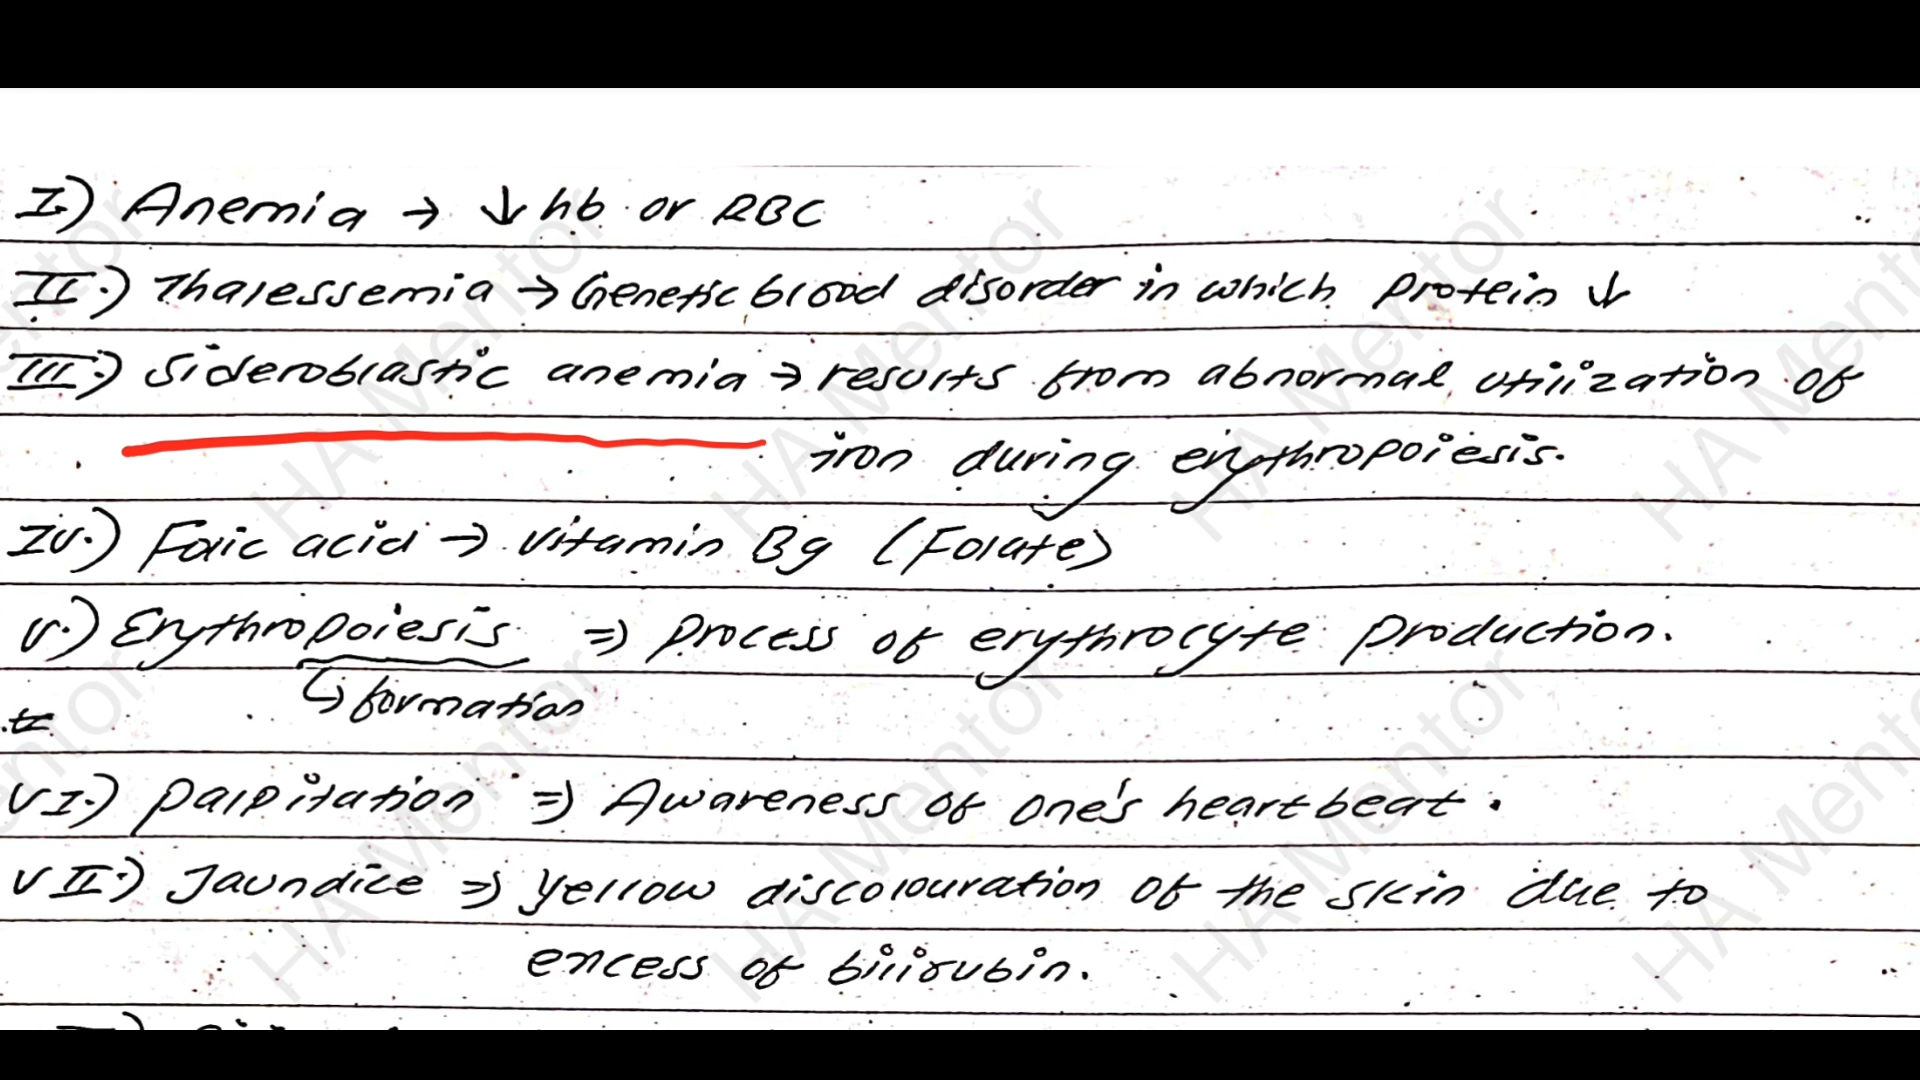 I.) Anemia → ↓ hb or RBC
II.) Thalessemia → Genetic blood disorder in which protein ↓
III.) Sideroblastic anemia → results from abnormal utilization of
iron during erythropoiesis.
IV.) Folic acid → vitamin B9 (Folate)
V.) Erythropoiesis ⇒ process of erythrocyte production.
↳ formation
VI.) palpitation ⇒ Awareness of one's heartbeat.
VII.) Jaundice ⇒ yellow discolouration of the skin due to
excess of bilirubin.
HA Mentor